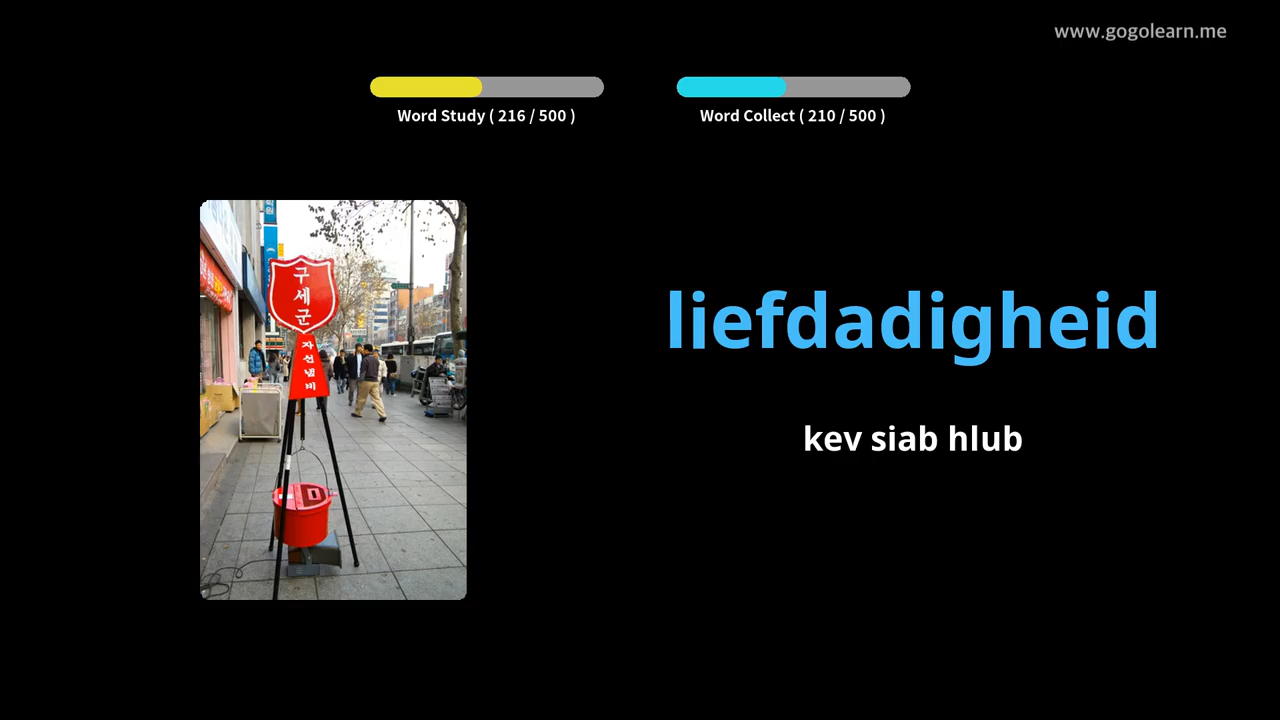 www.gogolearn.me
Word Study ( 216 / 500 )
Word Collect ( 210 / 500 )
구
세
군
자
선
냄
비
liefdadigheid
kev siab hlub